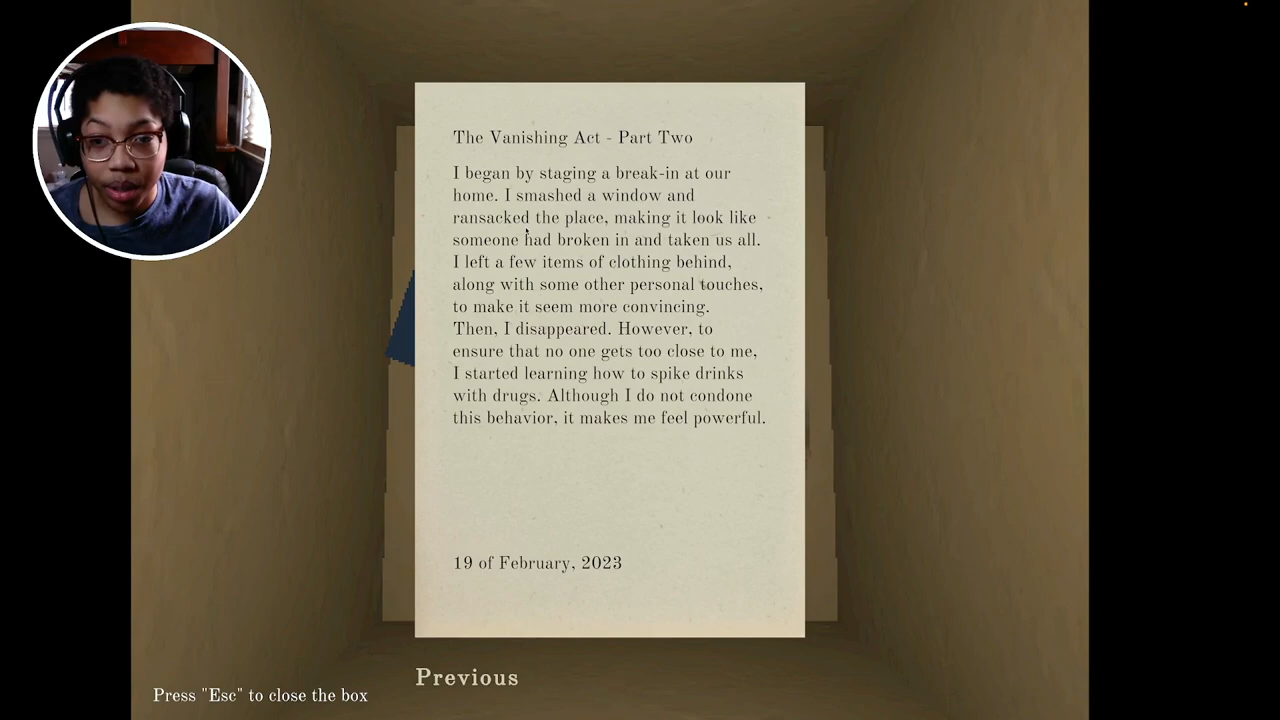 The Vanishing Act - Part Two
I began by staging a break-in at our
home. I smashed a window and
ransacked the place, making it look like
someone had broken in and taken us all.
I left a few items of clothing behind,
along with some other personal touches,
to make it seem more convincing.
Then, I disappeared. However, to
ensure that no one gets too close to me,
I started learning how to spike drinks
with drugs. Although I do not condone
this behavior, it makes me feel powerful.
19 of February, 2023
Previous
Press "Esc" to close the box